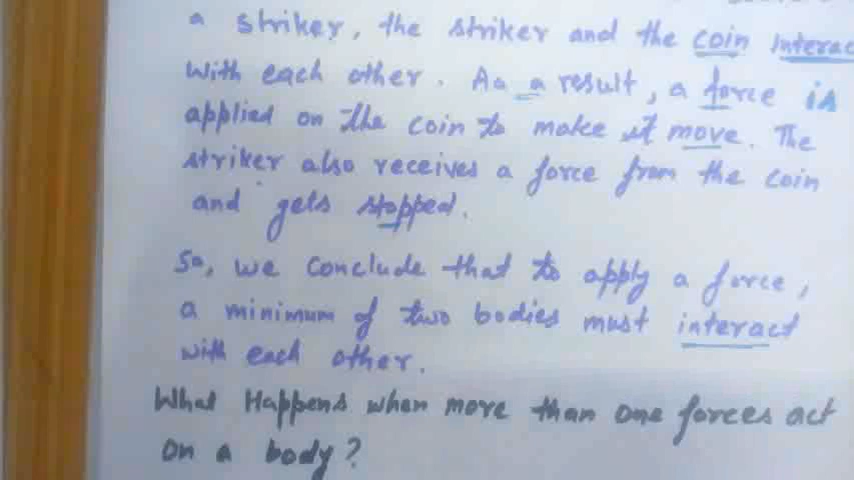 a striker, the striker and the coin interac
with each other. As a result, a force is
applied on the coin to make it move. The
striker also receives a force from the coin
and gets stopped.
So, we conclude that to apply a force,
a minimum of two bodies must interact
with each other.
What Happens when more than one forces act
on a body?